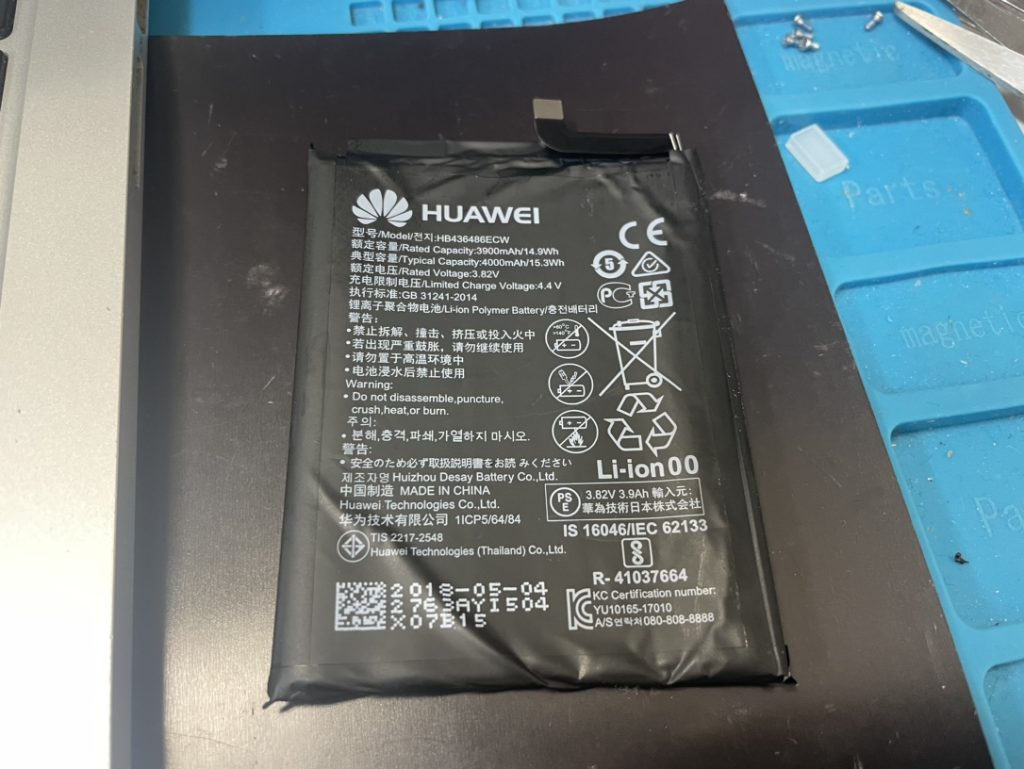 HUAWEI
型号/Model/전지:HB436486ECW
额定容量/Rated Capacity:3900mAh/14.9Wh
典型容量/Typical Capacity:4000mAh/15.3Wh
额定电压/Rated Voltage:3.82V
充电限制电压/Limited Charge Voltage:4.4 V
执行标准:GB 31241-2014
锂离子聚合物电池/Li-ion Polymer Battery/충전배터리
警告:
•禁止拆解、撞击、挤压或投入火中
•若出现严重鼓胀，请勿继续使用
•请勿置于高温环境中
•电池浸水后禁止使用
Warning:
• Do not disassemble,puncture,
crush,heat,or burn.
주의:
• 분해,충격,파쇄,가열하지 마시오.
警告:
• 安全のため必ず取扱説明書をお読 みください
제조자명 Huizhou Desay Battery Co.,Ltd.
中国制造 MADE IN CHINA
Huawei Technologies Co.,Ltd.
华为技术有限公司 1ICP5/64/84
TIS 2217-2548
Huawei Technologies (Thailand) Co.,Ltd.
2018-05-04
2763AY1504
X07B15
CE
5
PC
+60°C
+140°F
Li-ion 00
PS
E
3.82V 3.9Ah 輸入元:
華為技術日本株式会社
IS 16046/IEC 62133
R- 41037664
KC Certification number:
YU10165-17010
A/S연락처 080-808-8888
magnetic
Parts
magnetic
Pa